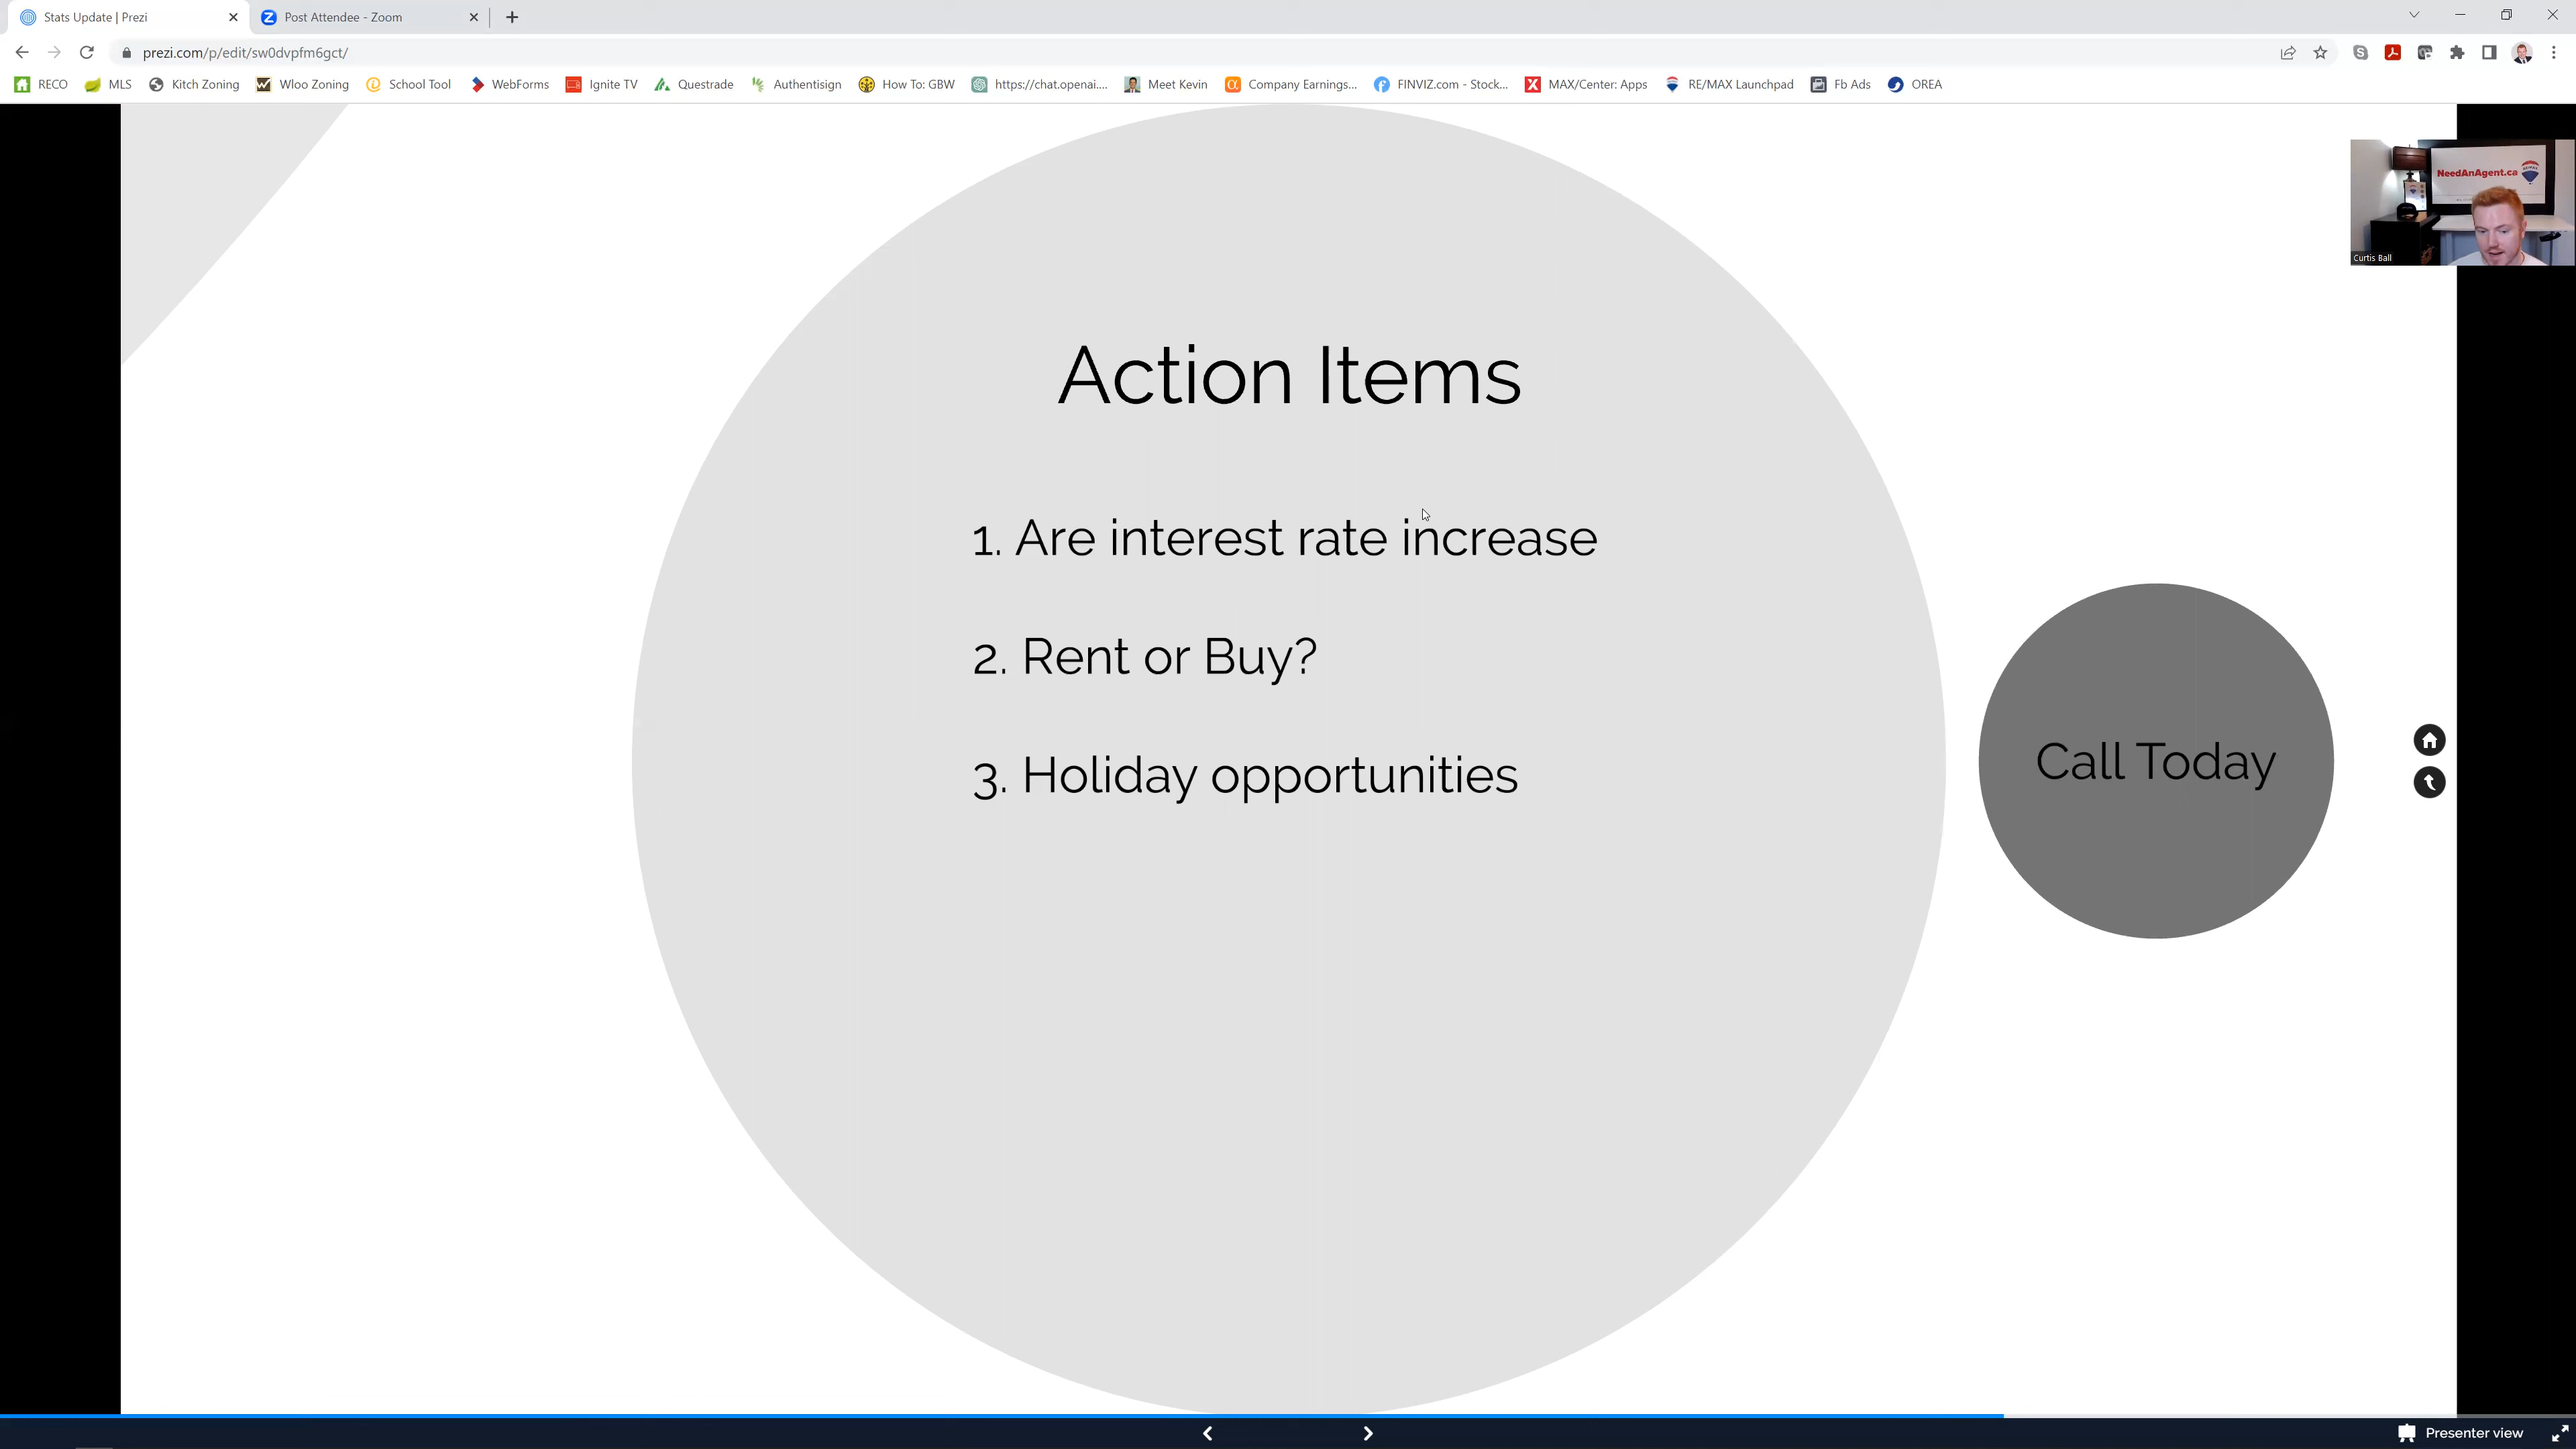 Stats Update | Prezi
Post Attendee - Zoom
prezi.com/p/edit/sw0dvpfm6gct/
RECO
MLS
Kitch Zoning
Wloo Zoning
School Tool
WebForms
Ignite TV
Questrade
Authentisign
How To: GBW
https://chat.openai....
Meet Kevin
Company Earnings...
FINVIZ.com - Stock...
MAX/Center: Apps
RE/MAX Launchpad
Fb Ads
OREA
NeedAnAgent.ca
Curtis Ball
Action Items
1. Are interest rate increase
2. Rent or Buy?
3. Holiday opportunities
Call Today
Presenter view